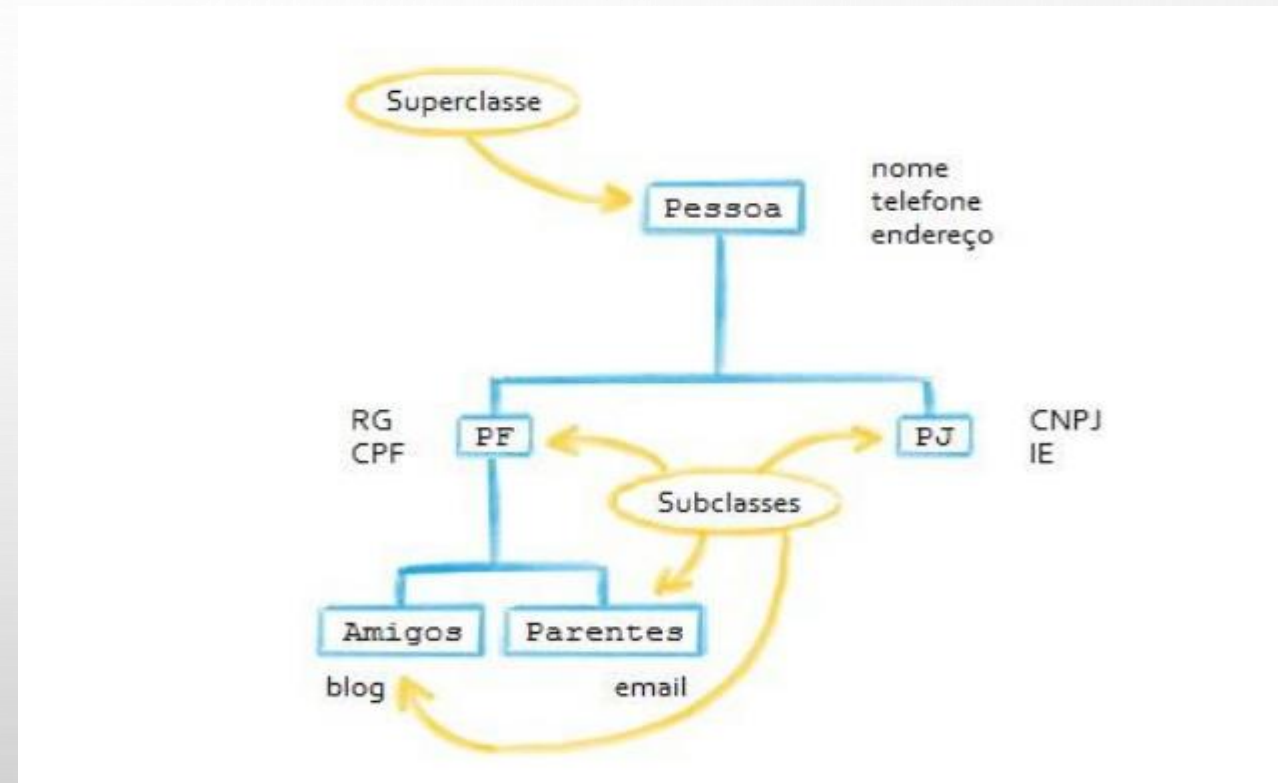 Superclasse
Pessoa
nome
telefone
endereço
RG
CPF
PF
PJ
CNPJ
IE
Subclasses
Amigos
Parentes
blog
email